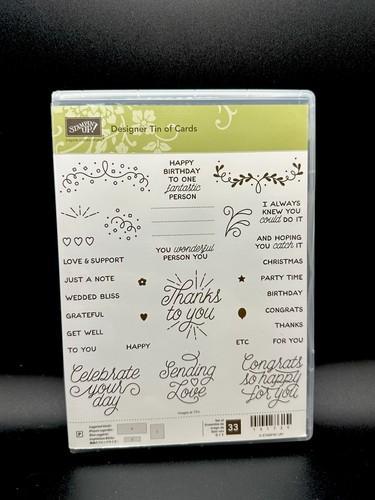 STAMPIN' UP!
Designer Tin of Cards
HAPPY
BIRTHDAY
TO ONE
fantastic
PERSON
I ALWAYS
KNEW YOU
could DO IT
AND HOPING
YOU catch IT
YOU wonderful
PERSON YOU
LOVE & SUPPORT
JUST A NOTE
WEDDED BLISS
GRATEFUL
GET WELL
TO YOU
HAPPY
Thanks
to you
CHRISTMAS
PARTY TIME
BIRTHDAY
CONGRATS
THANKS
ETC
FOR YOU
Celebrate
your
day
Sending
Love
Congrats
so happy
for you
33